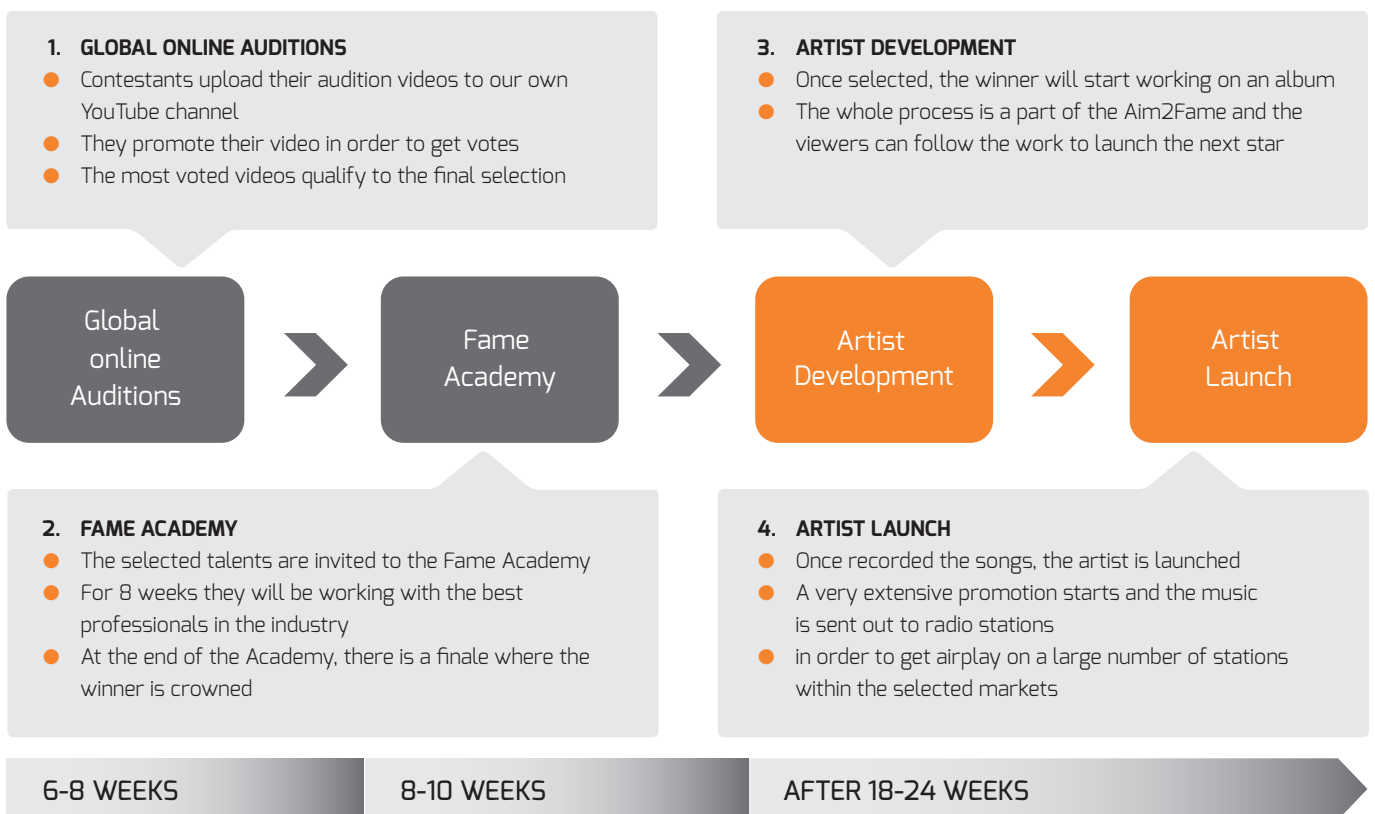 1. GLOBAL ONLINE AUDITIONS
Contestants upload their audition videos to our own
YouTube channel
They promote their video in order to get votes
The most voted videos qualify to the final selection
3. ARTIST DEVELOPMENT
Once selected, the winner will start working on an album
The whole process is a part of the Aim2Fame and the
viewers can follow the work to launch the next star
Global
online
Auditions
Fame
Academy
Artist
Development
Artist
Launch
2. FAME ACADEMY
The selected talents are invited to the Fame Academy
For 8 weeks they will be working with the best
professionals in the industry
At the end of the Academy, there is a finale where the
winner is crowned
4. ARTIST LAUNCH
Once recorded the songs, the artist is launched
A very extensive promotion starts and the music
is sent out to radio stations
in order to get airplay on a large number of stations
within the selected markets
6-8 WEEKS
8-10 WEEKS
AFTER 18-24 WEEKS